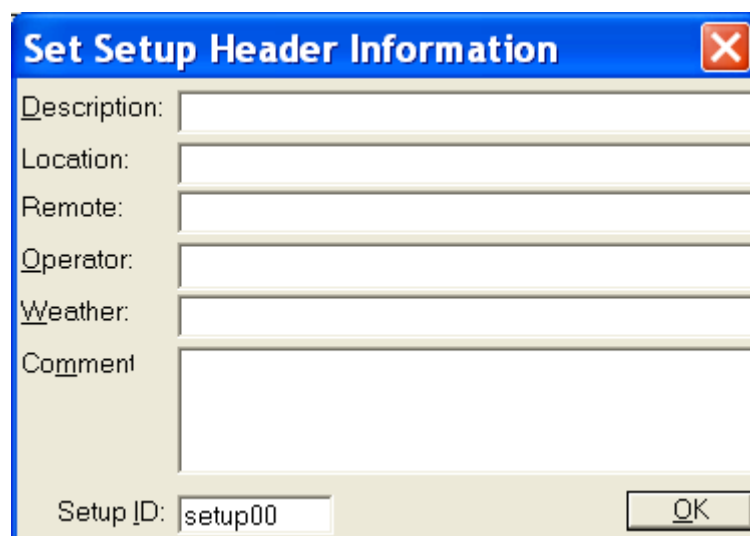 Set Setup Header Information
Description:
Location:
Remote:
Operator:
Weather:
Comment
Setup ID: setup00 OK